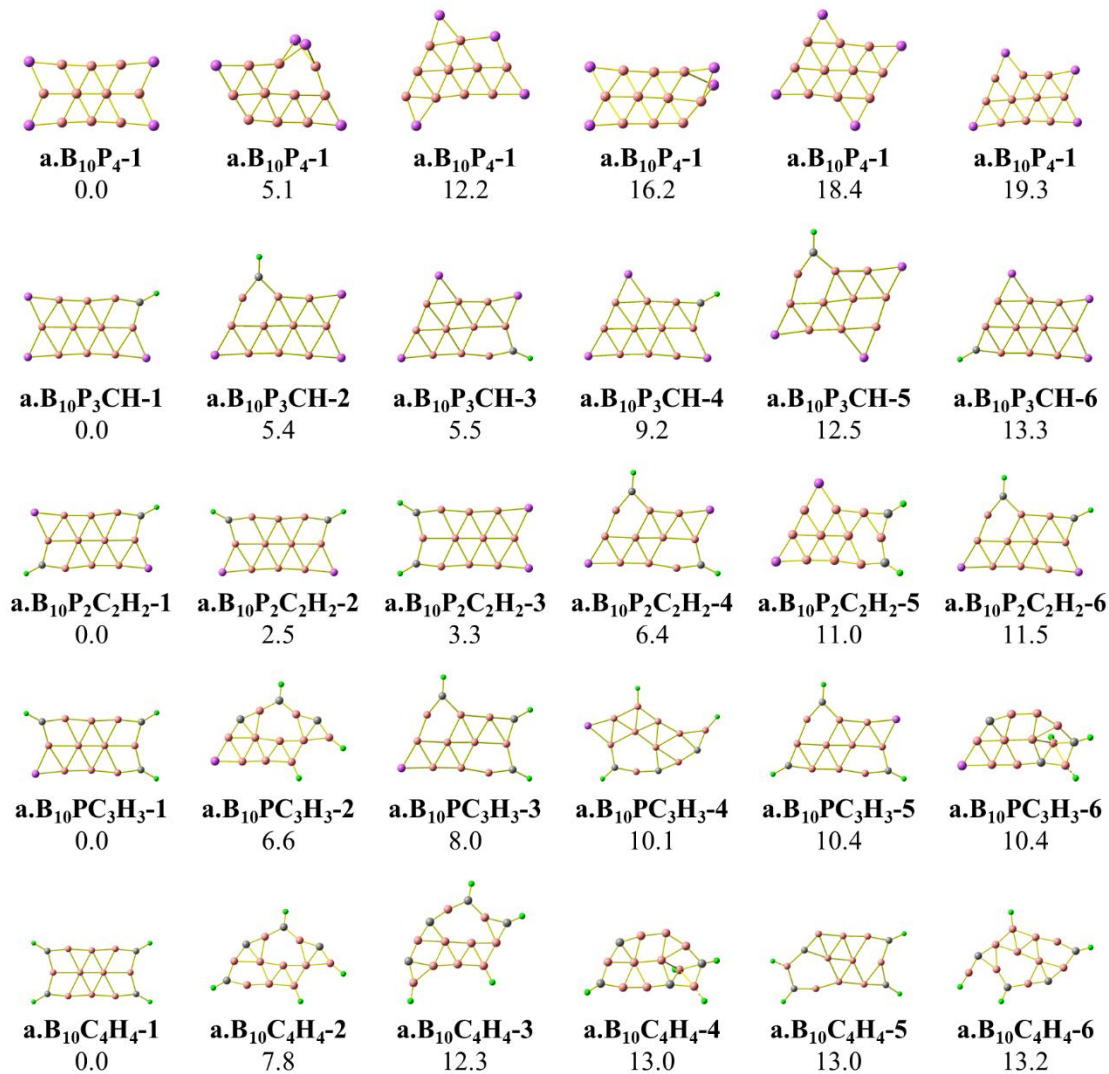 a.B₁₀P₄-1 a.B₁₀P₄-1 a.B₁₀P₄-1 a.B₁₀P₄-1 a.B₁₀P₄-1 a.B₁₀P₄-1
0.0 5.1 12.2 16.2 18.4 19.3
a.B₁₀P₃CH-1 a.B₁₀P₃CH-2 a.B₁₀P₃CH-3 a.B₁₀P₃CH-4 a.B₁₀P₃CH-5 a.B₁₀P₃CH-6
0.0 5.4 5.5 9.2 12.5 13.3
a.B₁₀P₂C₂H₂-1 a.B₁₀P₂C₂H₂-2 a.B₁₀P₂C₂H₂-3 a.B₁₀P₂C₂H₂-4 a.B₁₀P₂C₂H₂-5 a.B₁₀P₂C₂H₂-6
0.0 2.5 3.3 6.4 11.0 11.5
a.B₁₀PC₃H₃-1 a.B₁₀PC₃H₃-2 a.B₁₀PC₃H₃-3 a.B₁₀PC₃H₃-4 a.B₁₀PC₃H₃-5 a.B₁₀PC₃H₃-6
0.0 6.6 8.0 10.1 10.4 10.4
a.B₁₀C₄H₄-1 a.B₁₀C₄H₄-2 a.B₁₀C₄H₄-3 a.B₁₀C₄H₄-4 a.B₁₀C₄H₄-5 a.B₁₀C₄H₄-6
0.0 7.8 12.3 13.0 13.0 13.2